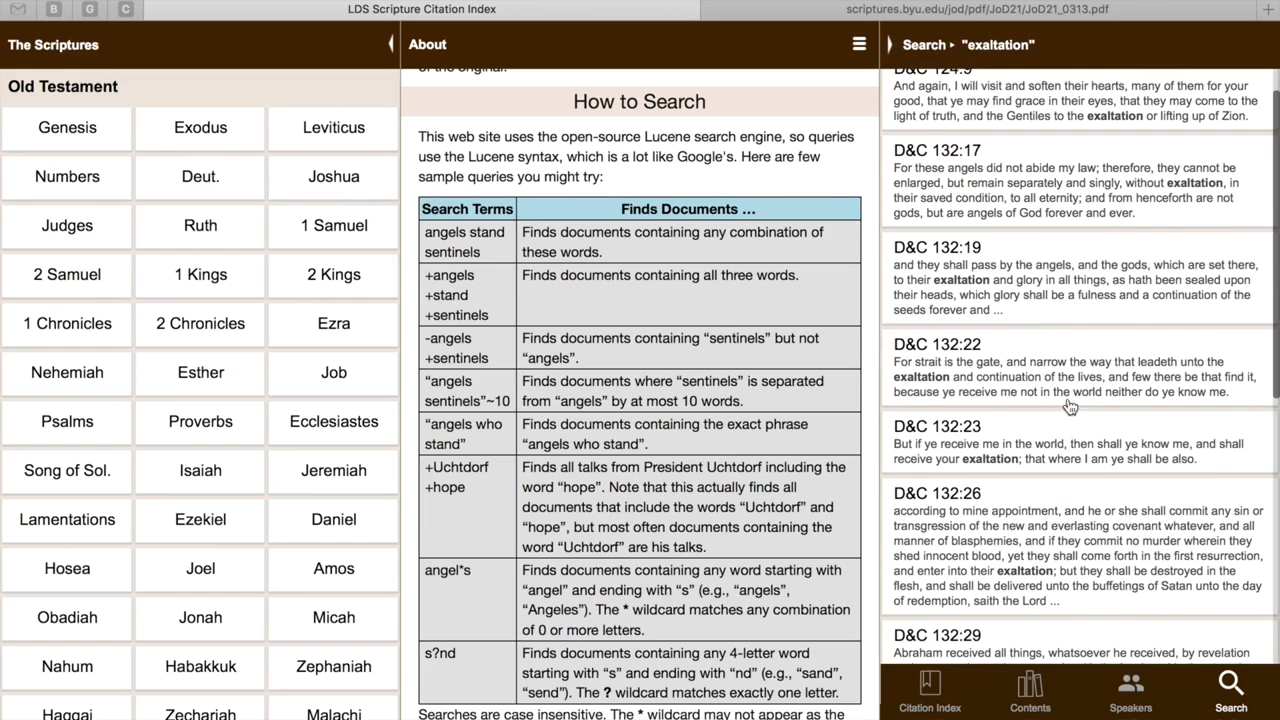 B
G
C
LDS Scripture Citation Index
scriptures.byu.edu/jod/pdf/JoD21/JoD21_0313.pdf
The Scriptures
Old Testament
Genesis
Exodus
Leviticus
Numbers
Deut.
Joshua
Judges
Ruth
1 Samuel
2 Samuel
1 Kings
2 Kings
1 Chronicles
2 Chronicles
Ezra
Nehemiah
Esther
Job
Psalms
Proverbs
Ecclesiastes
Song of Sol.
Isaiah
Jeremiah
Lamentations
Ezekiel
Daniel
Hosea
Joel
Amos
Obadiah
Jonah
Micah
Nahum
Habakkuk
Zephaniah
Haggai
Zechariah
Malachi
About
of the original.
How to Search
This web site uses the open-source Lucene search engine, so queries
use the Lucene syntax, which is a lot like Google's. Here are few
sample queries you might try:
Search Terms
Finds Documents ...
angels stand
sentinels
Finds documents containing any combination of
these words.
+angels
+stand
+sentinels
Finds documents containing all three words.
-angels
+sentinels
Finds documents containing “sentinels” but not
“angels”.
“angels
sentinels”~10
Finds documents where “sentinels” is separated
from “angels” by at most 10 words.
“angels who
stand”
Finds documents containing the exact phrase
“angels who stand”.
+Uchtdorf
+hope
Finds all talks from President Uchtdorf including the
word “hope”. Note that this actually finds all
documents that include the words “Uchtdorf” and
“hope”, but most often documents containing the
word “Uchtdorf” are his talks.
angel*s
Finds documents containing any word starting with
“angel” and ending with “s” (e.g., “angels”,
“Angeles”). The * wildcard matches any combination
of 0 or more letters.
s?nd
Finds documents containing any 4-letter word
starting with “s” and ending with “nd” (e.g., “sand”,
“send”). The ? wildcard matches exactly one letter.
Searches are case insensitive. The * wildcard may not appear as the
Search ▸ "exaltation"
D&C 124:9
And again, I will visit and soften their hearts, many of them for your
good, that ye may find grace in their eyes, that they may come to the
light of truth, and the Gentiles to the exaltation or lifting up of Zion.
D&C 132:17
For these angels did not abide my law; therefore, they cannot be
enlarged, but remain separately and singly, without exaltation, in
their saved condition, to all eternity; and from henceforth are not
gods, but are angels of God forever and ever.
D&C 132:19
and they shall pass by the angels, and the gods, which are set there,
to their exaltation and glory in all things, as hath been sealed upon
their heads, which glory shall be a fulness and a continuation of the
seeds forever and ...
D&C 132:22
For strait is the gate, and narrow the way that leadeth unto the
exaltation and continuation of the lives, and few there be that find it,
because ye receive me not in the world neither do ye know me.
D&C 132:23
But if ye receive me in the world, then shall ye know me, and shall
receive your exaltation; that where I am ye shall be also.
D&C 132:26
according to mine appointment, and he or she shall commit any sin or
transgression of the new and everlasting covenant whatever, and all
manner of blasphemies, and if they commit no murder wherein they
shed innocent blood, yet they shall come forth in the first resurrection,
and enter into their exaltation; but they shall be destroyed in the
flesh, and shall be delivered unto the buffetings of Satan unto the day
of redemption, saith the Lord ...
D&C 132:29
Abraham received all things, whatsoever he received, by revelation
Citation Index
Contents
Speakers
Search